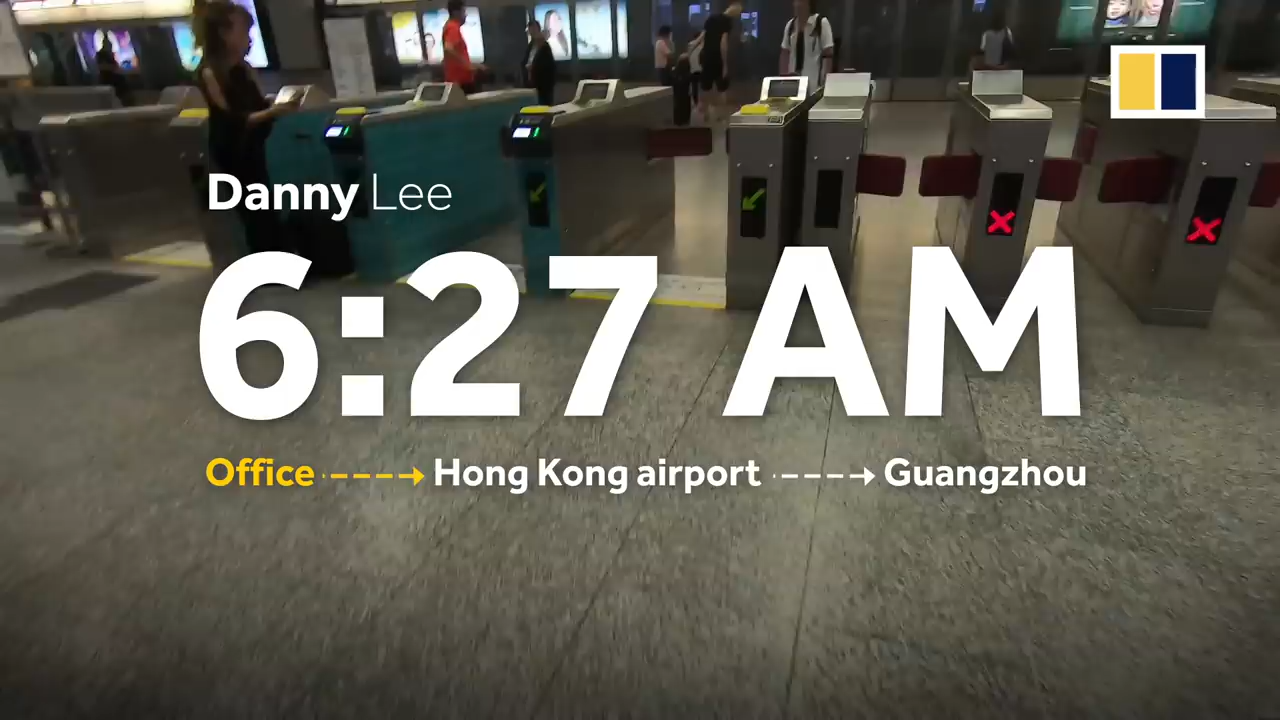 Danny Lee
6:27 AM
Office → Hong Kong airport → Guangzhou